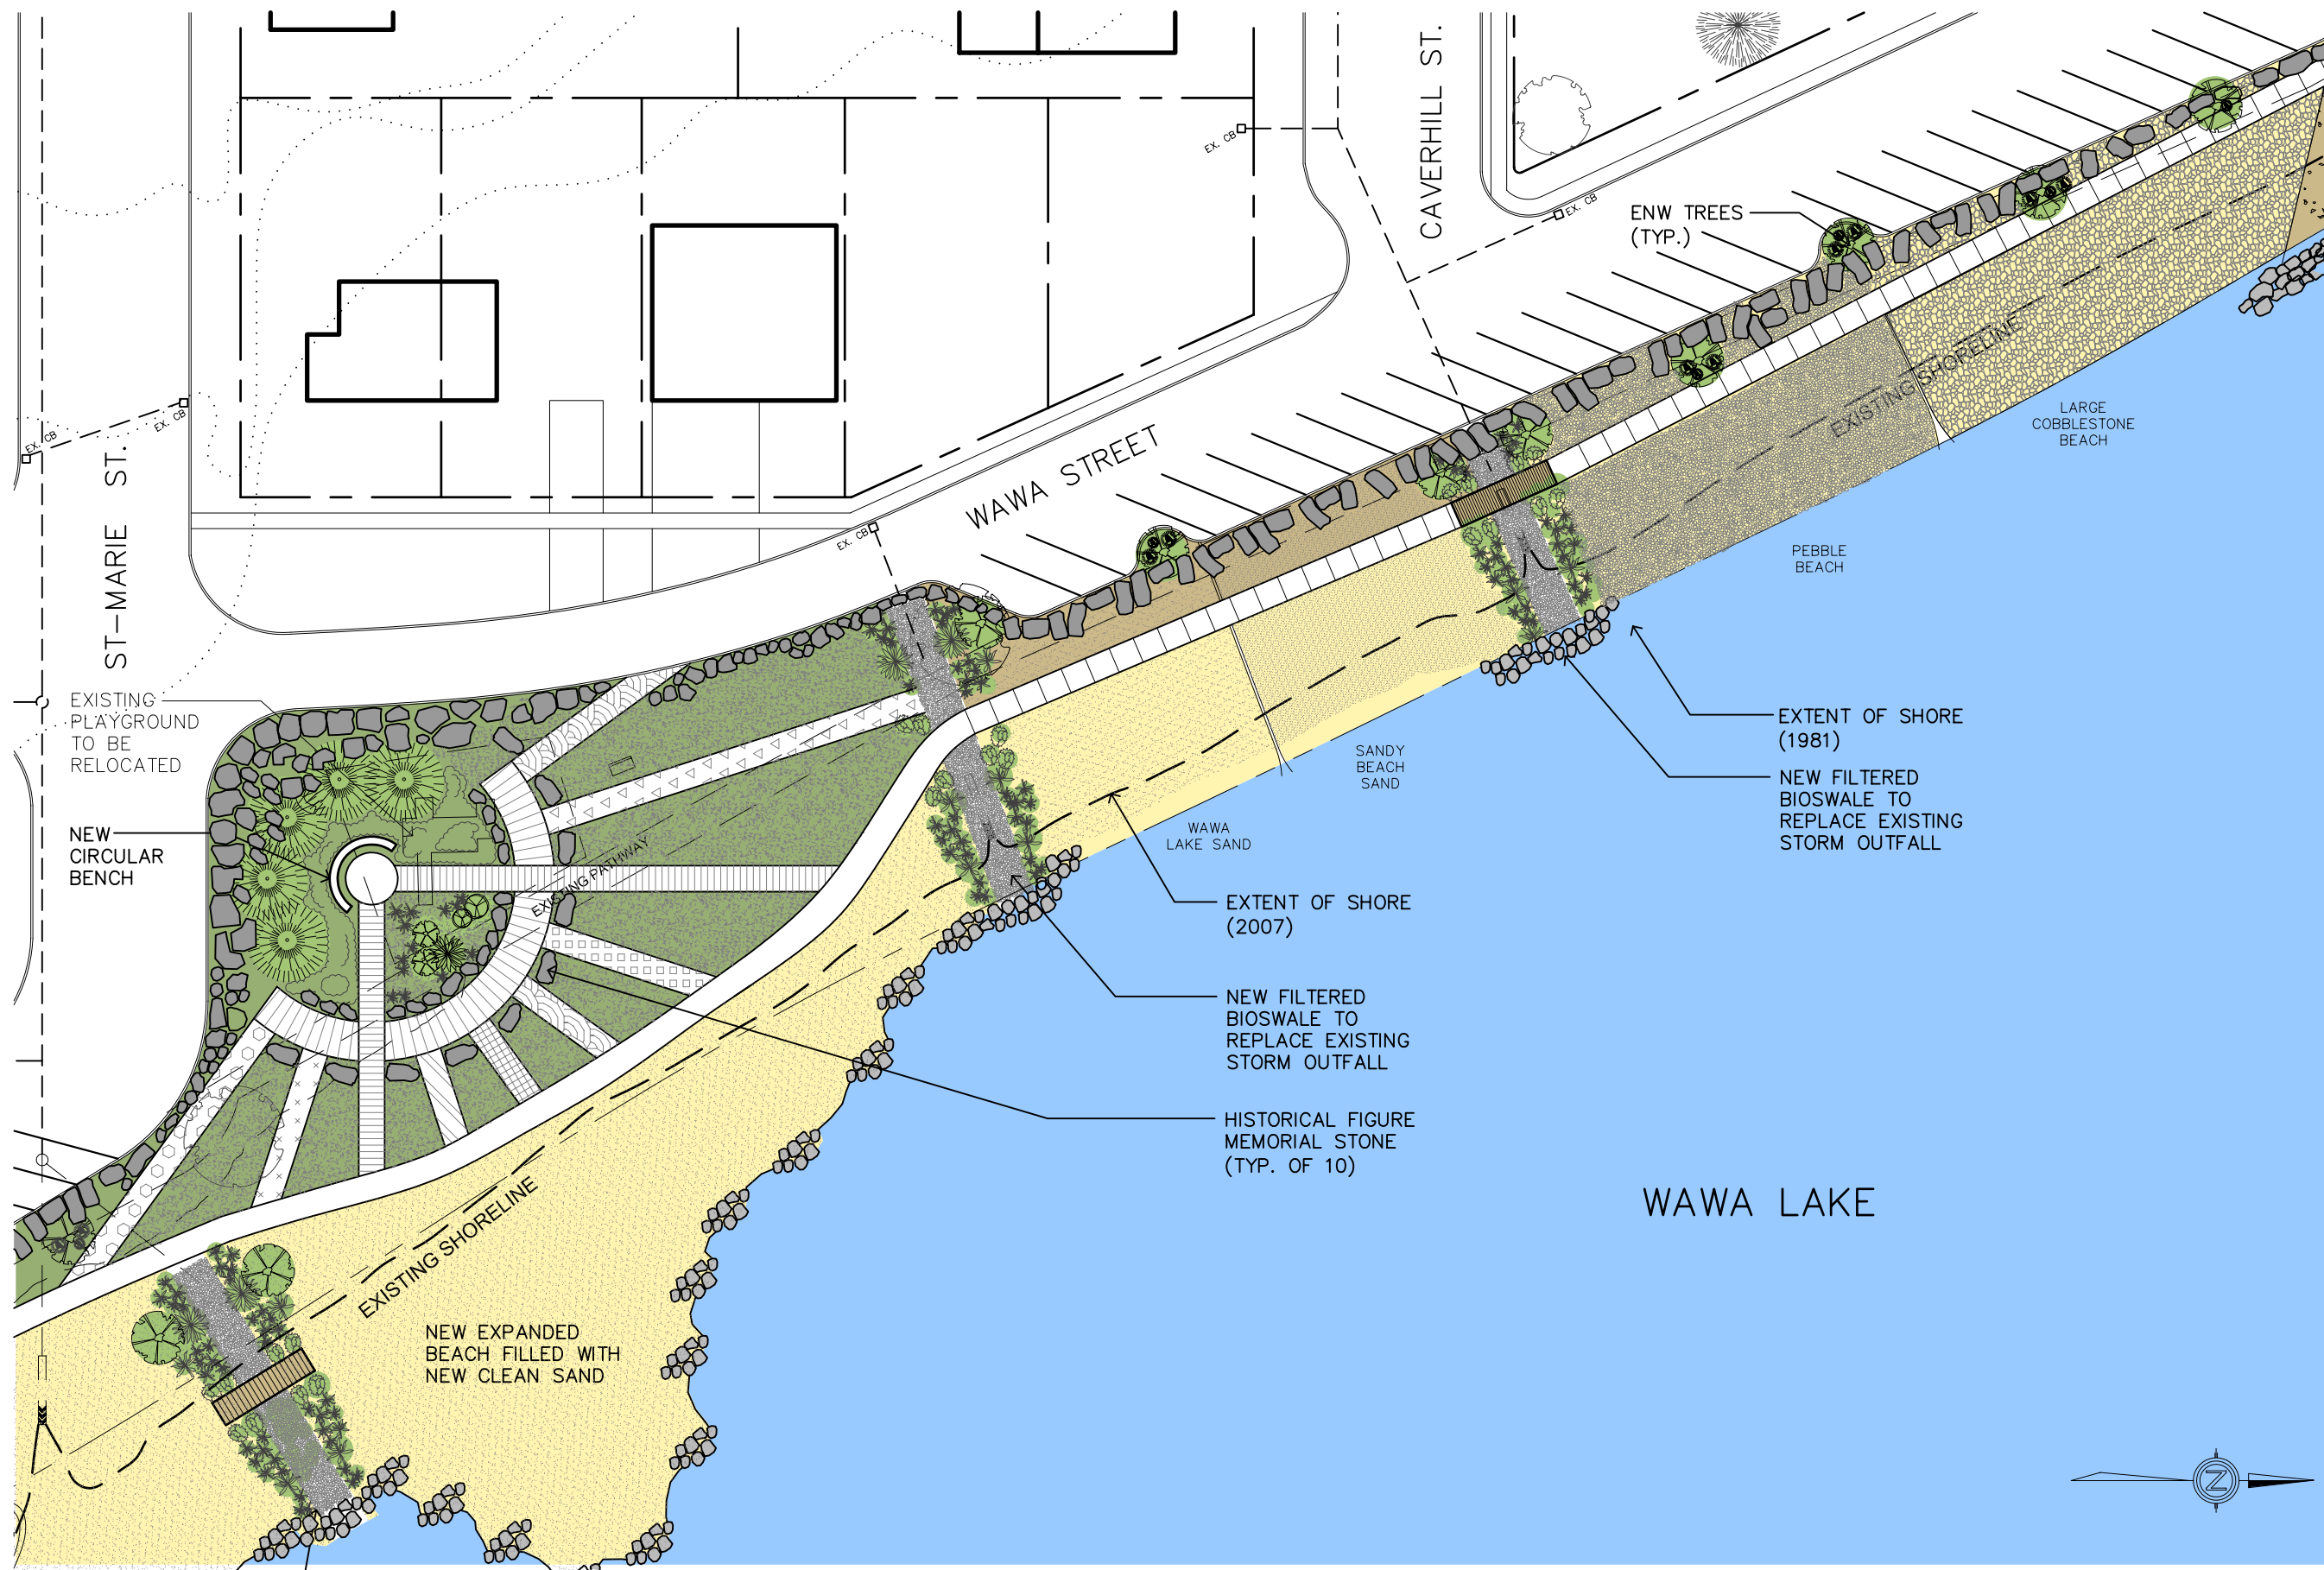 CAVERHILL ST.
EX. CB
EX. CB
ENW TREES
(TYP.)
EX. CB
EX. CB
ST-MARIE ST.
WAWA STREET
EX. CB
EXISTING SHORELINE
LARGE
COBBLESTONE
BEACH
PEBBLE
BEACH
EXISTING
PLAYGROUND
TO BE
RELOCATED
NEW
CIRCULAR
BENCH
EXISTING PATHWAY
SANDY
BEACH
SAND
WAWA
LAKE SAND
EXTENT OF SHORE
(1981)
NEW FILTERED
BIOSWALE TO
REPLACE EXISTING
STORM OUTFALL
EXTENT OF SHORE
(2007)
NEW FILTERED
BIOSWALE TO
REPLACE EXISTING
STORM OUTFALL
HISTORICAL FIGURE
MEMORIAL STONE
(TYP. OF 10)
WAWA LAKE
EXISTING SHORELINE
NEW EXPANDED
BEACH FILLED WITH
NEW CLEAN SAND
N